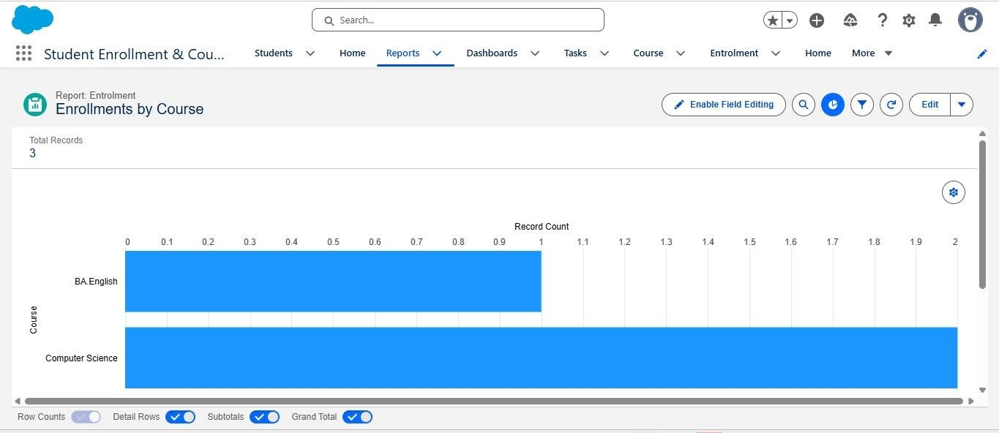 Search...
Student Enrollment & Cou...
Students
Home
Reports
Dashboards
Tasks
Course
Entrolment
Home
More
Report: Entrolment
Enrollments by Course
Enable Field Editing
Edit
Total Records
3
Record Count
0 0.1 0.2 0.3 0.4 0.5 0.6 0.7 0.8 0.9 1 1.1 1.2 1.3 1.4 1.5 1.6 1.7 1.8 1.9 2
BA.English
Course
Computer Science
Row Counts
Detail Rows
Subtotals
Grand Total